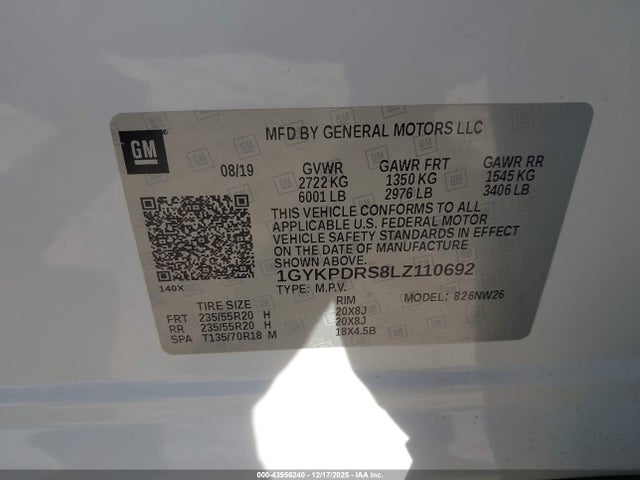 GM
MFD BY GENERAL MOTORS LLC
08/19 GVWR GAWR FRT GAWR RR
2722 KG 1350 KG 1545 KG
6001 LB 2976 LB 3406 LB
THIS VEHICLE CONFORMS TO ALL
APPLICABLE U.S. FEDERAL MOTOR
VEHICLE SAFETY STANDARDS IN EFFECT
ON THE DATE OF MANUFACTURE
SHOWN ABOVE.
1GYKPDRS8LZ110692
140X
TYPE: M.P.V. MODEL: 826NW26
TIRE SIZE RIM
FRT 235/55R20 H 20X8J
RR 235/55R20 H 20X8J
SPA T135/70R18 M 18X4.5B
000-43956240 - 12/17/2025 - IAAI.COM